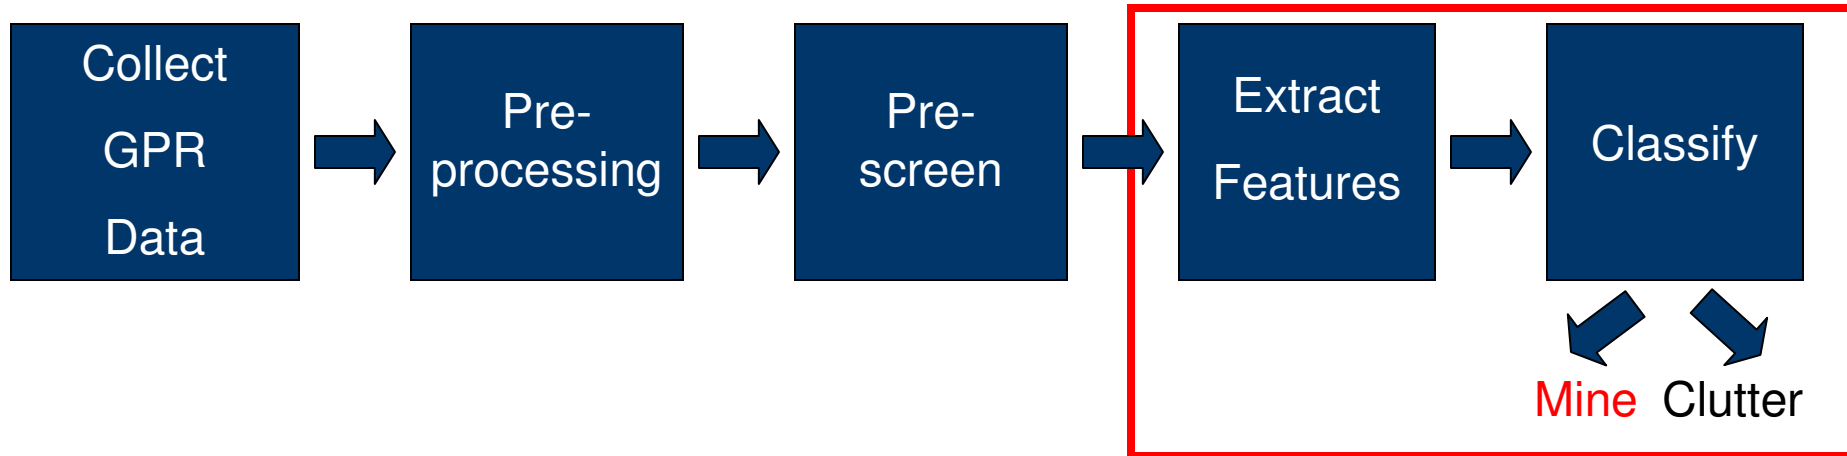 Collect
GPR
Data
Pre-
processing
Pre-
screen
Extract
Features
Classify
Mine Clutter